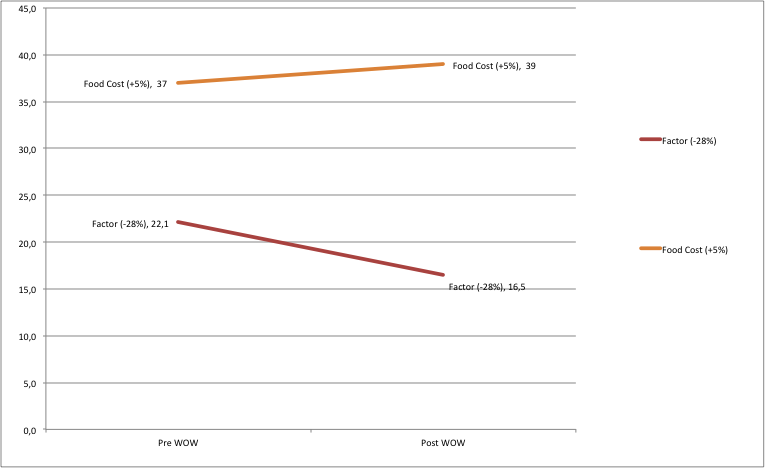 45,0
40,0
Food Cost (+5%),  39
Food Cost (+5%),  37
35,0
Factor (-28%)
30,0
25,0
Factor (-28%), 22,1
20,0
Food Cost (+5%)
Factor (-28%), 16,5
15,0
10,0
5,0
0,0
Pre WOW
Post WOW